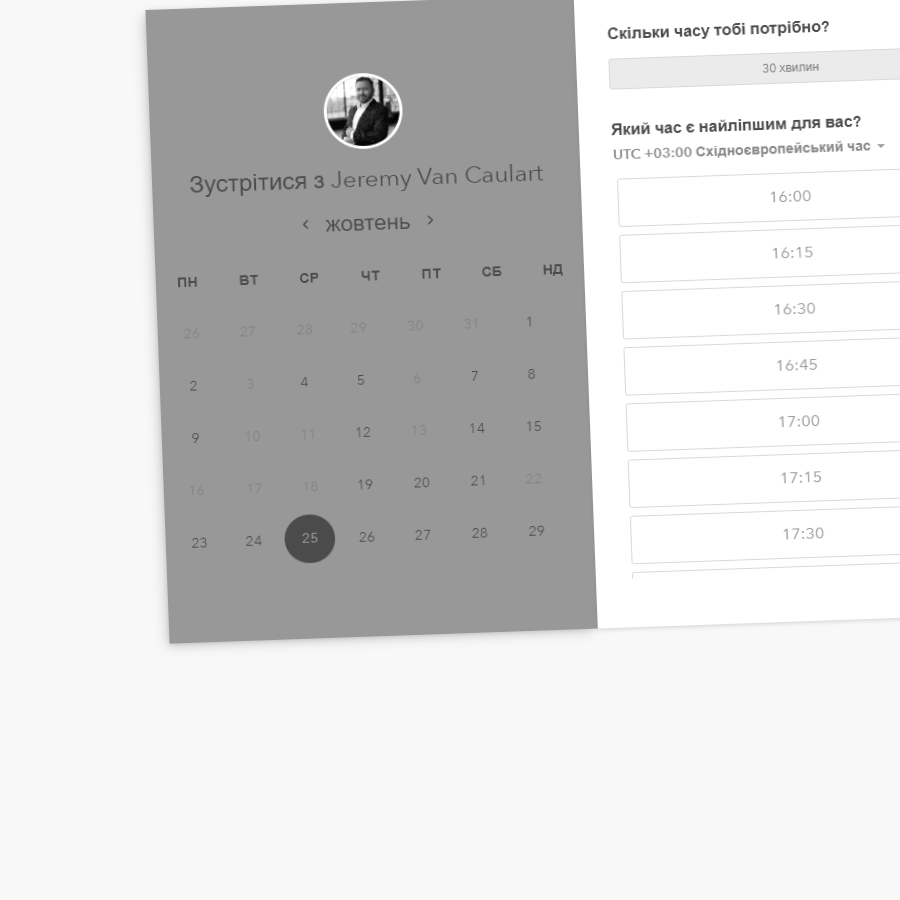 Зустрітися з Jeremy Van Caulart
‹ жовтень ›
ПН ВТ СР ЧТ ПТ СБ НД
26 27 28 29 30 31 1
2 3 4 5 6 7 8
9 10 11 12 13 14 15
16 17 18 19 20 21 22
23 24 25 26 27 28 29
Скільки часу тобі потрібно?
30 хвилин
Який час є найліпшим для вас?
UTC +03:00 Східноєвропейський час
16:00
16:15
16:30
16:45
17:00
17:15
17:30